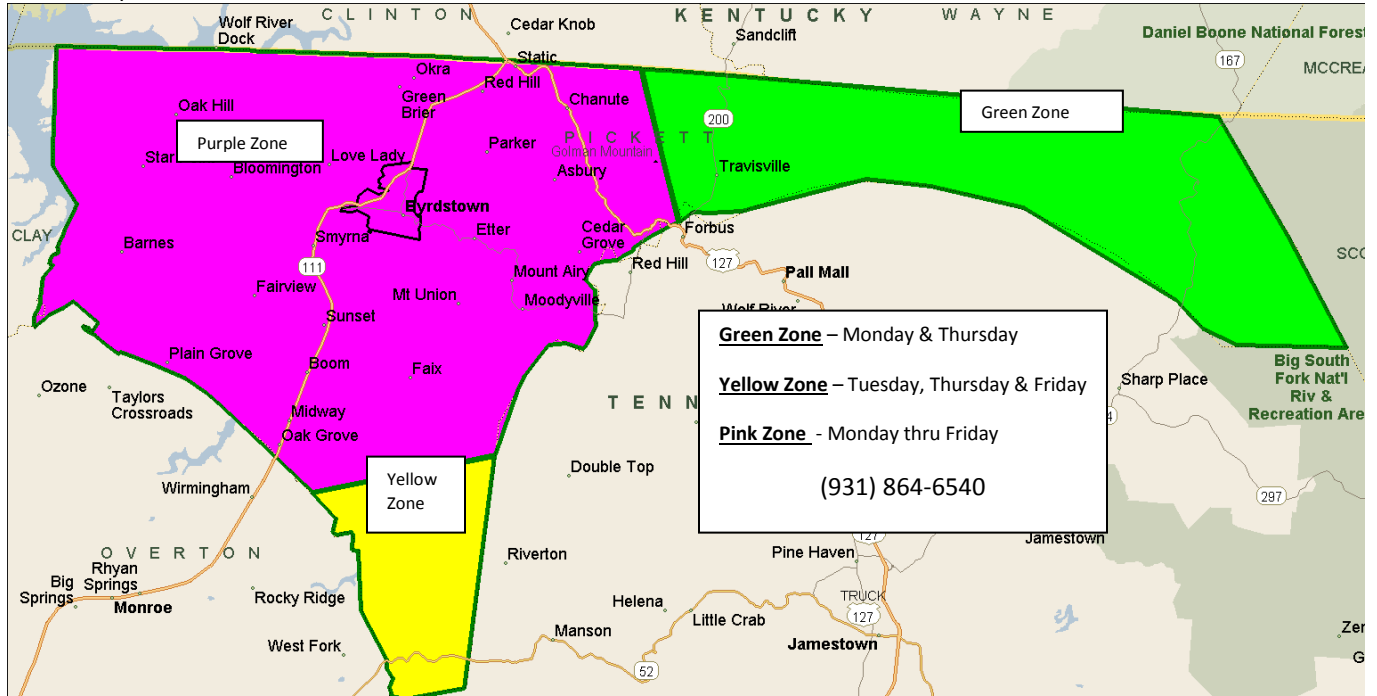 CLINTON
KENTUCKY
WAYNE
Wolf River
Dock
Cedar Knob
Sandclift
Daniel Boone National Forest
167
MCCREA
Static
Okra
Red Hill
Green
Brier
Chanute
Oak Hill
Green Zone
200
Purple Zone
PICKETT
Parker
Colman Mountain
Star
Love Lady
Bloomington
Travisville
Asbury
Byrdstown
CLAY
Barnes
Smyrna
Etter
Cedar
Grove
Forbus
SCO
111
Red Hill
127
Pall Mall
Mount Airy
Fairview
Mt Union
Moodyville
Wolf River
Sunset
Green Zone – Monday & Thursday
Yellow Zone – Tuesday, Thursday & Friday
Pink Zone - Monday thru Friday
(931) 864-6540
Plain Grove
Boom
Faix
Big South
Fork Nat'l
Riv &
Recreation Are
Ozone
Taylors
Crossroads
Sharp Place
TENN
4
Midway
Oak Grove
Double Top
Yellow
Zone
Wirmingham
297
127
Jamestown
OVERTON
Riverton
Pine Haven
Big
Springs
Rhyan
Springs
Monroe
Rocky Ridge
Helena
TRUCK
127
Little Crab
Manson
West Fork
Jamestown
52
Zer
G